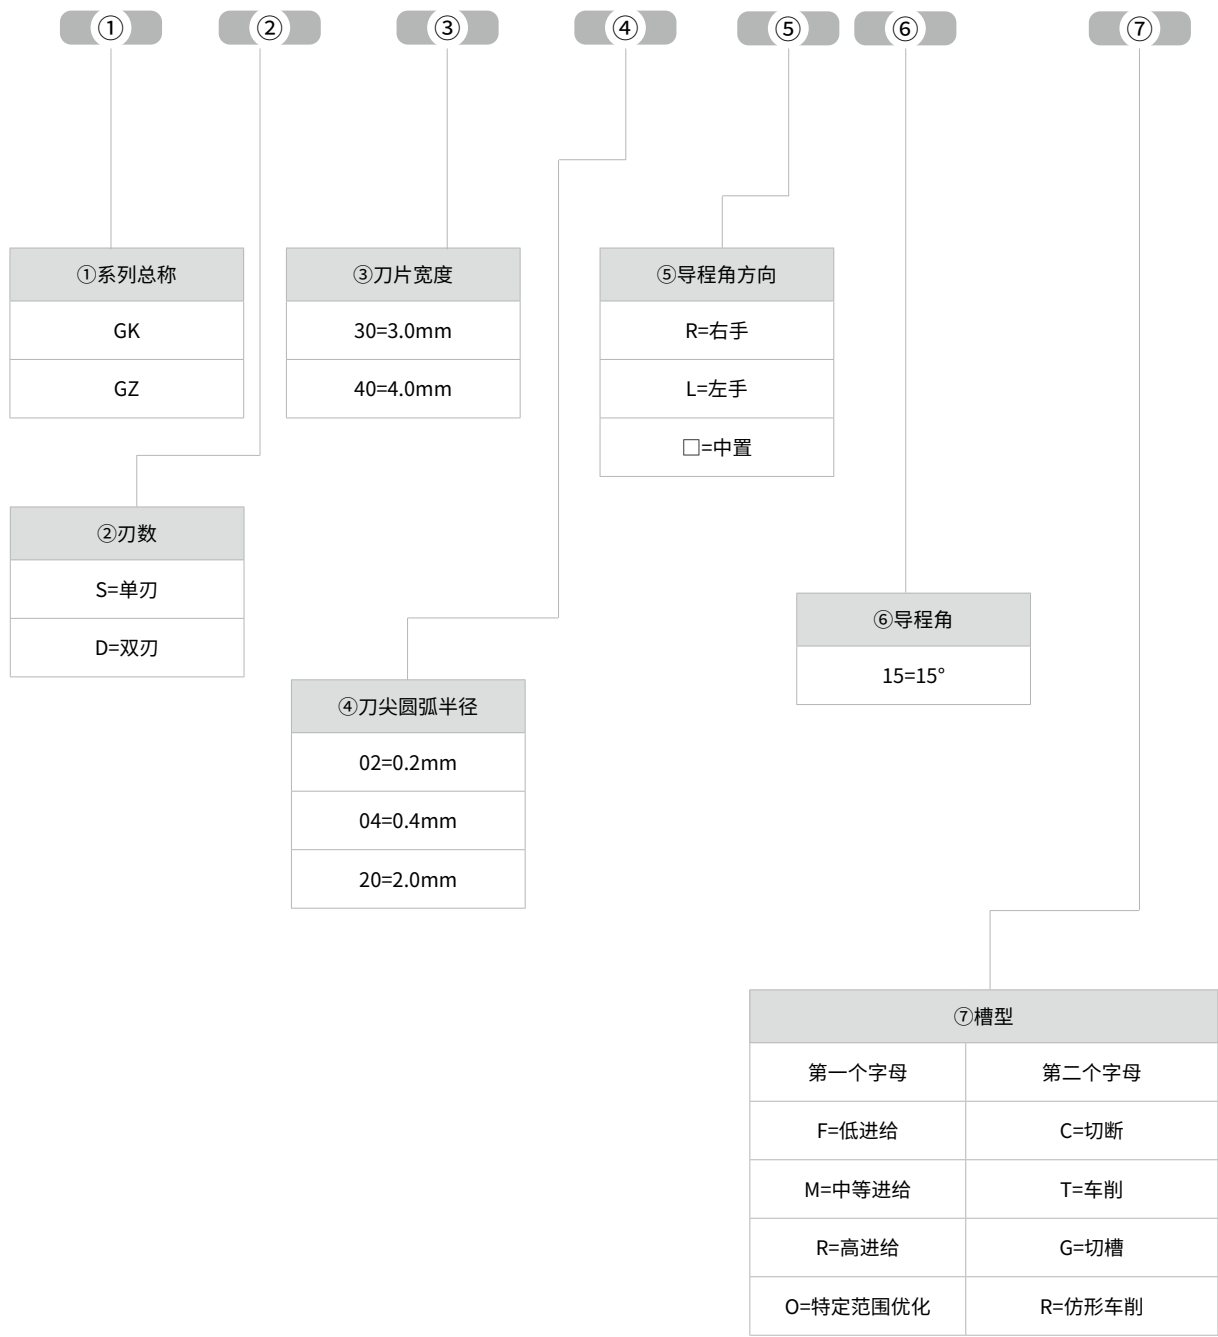 ① ② ③ ④ ⑤ ⑥ ⑦
①系列总称
GK
GZ
②刃数
S=单刃
D=双刃
③刀片宽度
30=3.0mm
40=4.0mm
④刀尖圆弧半径
02=0.2mm
04=0.4mm
20=2.0mm
⑤导程角方向
R=右手
L=左手
□=中置
⑥导程角
15=15°
⑦槽型
第一个字母 第二个字母
F=低进给 C=切断
M=中等进给 T=车削
R=高进给 G=切槽
O=特定范围优化 R=仿形车削